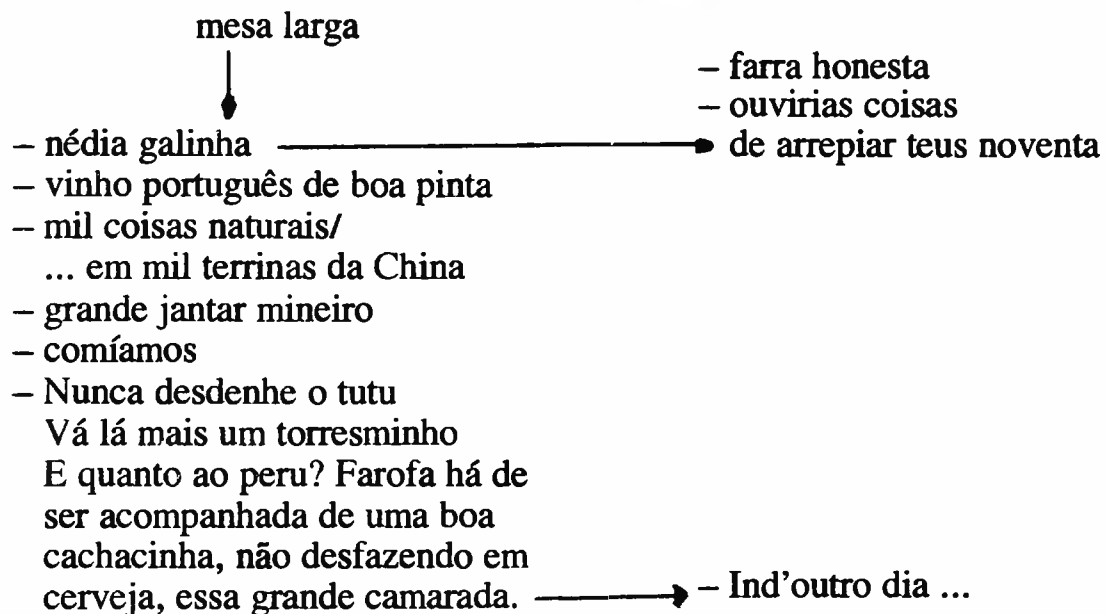 mesa larga
– farra honesta
– ouvirias coisas
– nédia galinha
de arrepiar teus noventa
– vinho português de boa pinta
– mil coisas naturais/
... em mil terrinas da China
– grande jantar mineiro
– comíamos
– Nunca desdenhe o tutu
Vá lá mais um torresminho
E quanto ao peru? Farofa há de
ser acompanhada de uma boa
cachacinha, não desfazendo em
cerveja, essa grande camarada.
– Ind'outro dia ...